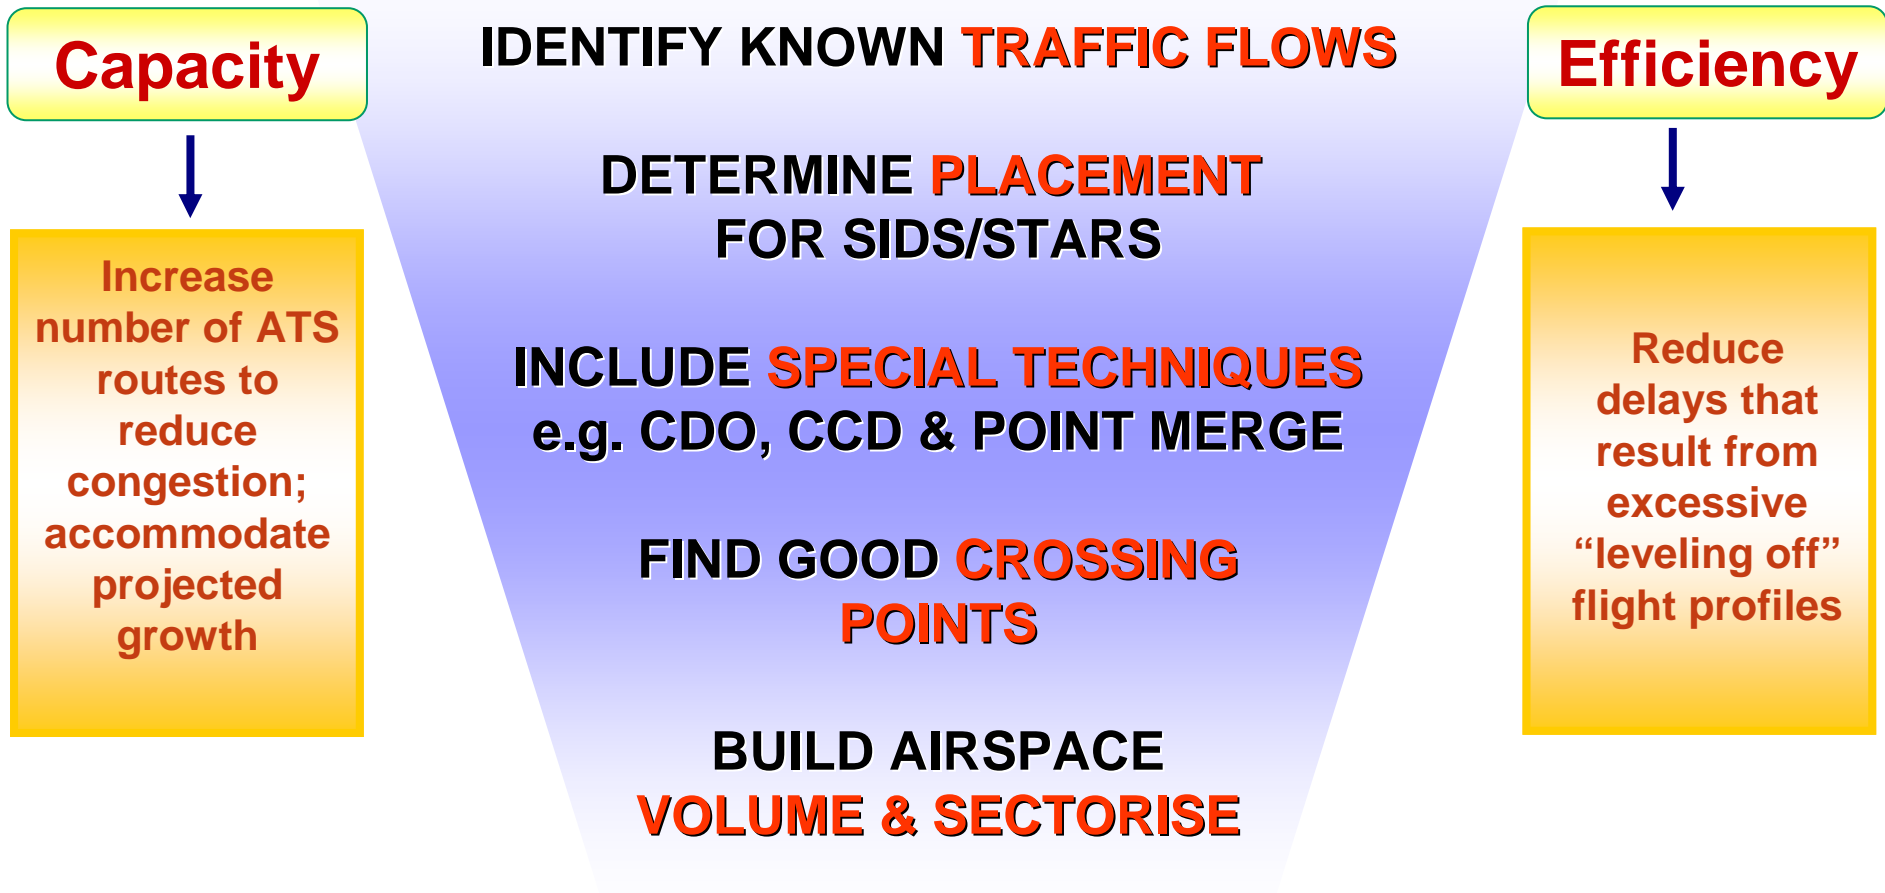 Capacity
Increase
number of ATS
routes to
reduce
congestion;
accommodate
projected
growth
IDENTIFY KNOWN TRAFFIC FLOWS
DETERMINE PLACEMENT
FOR SIDS/STARS
INCLUDE SPECIAL TECHNIQUES
e.g. CDO, CCD & POINT MERGE
FIND GOOD CROSSING
POINTS
BUILD AIRSPACE
VOLUME & SECTORISE
Efficiency
Reduce
delays that
result from
excessive
“leveling off”
flight profiles